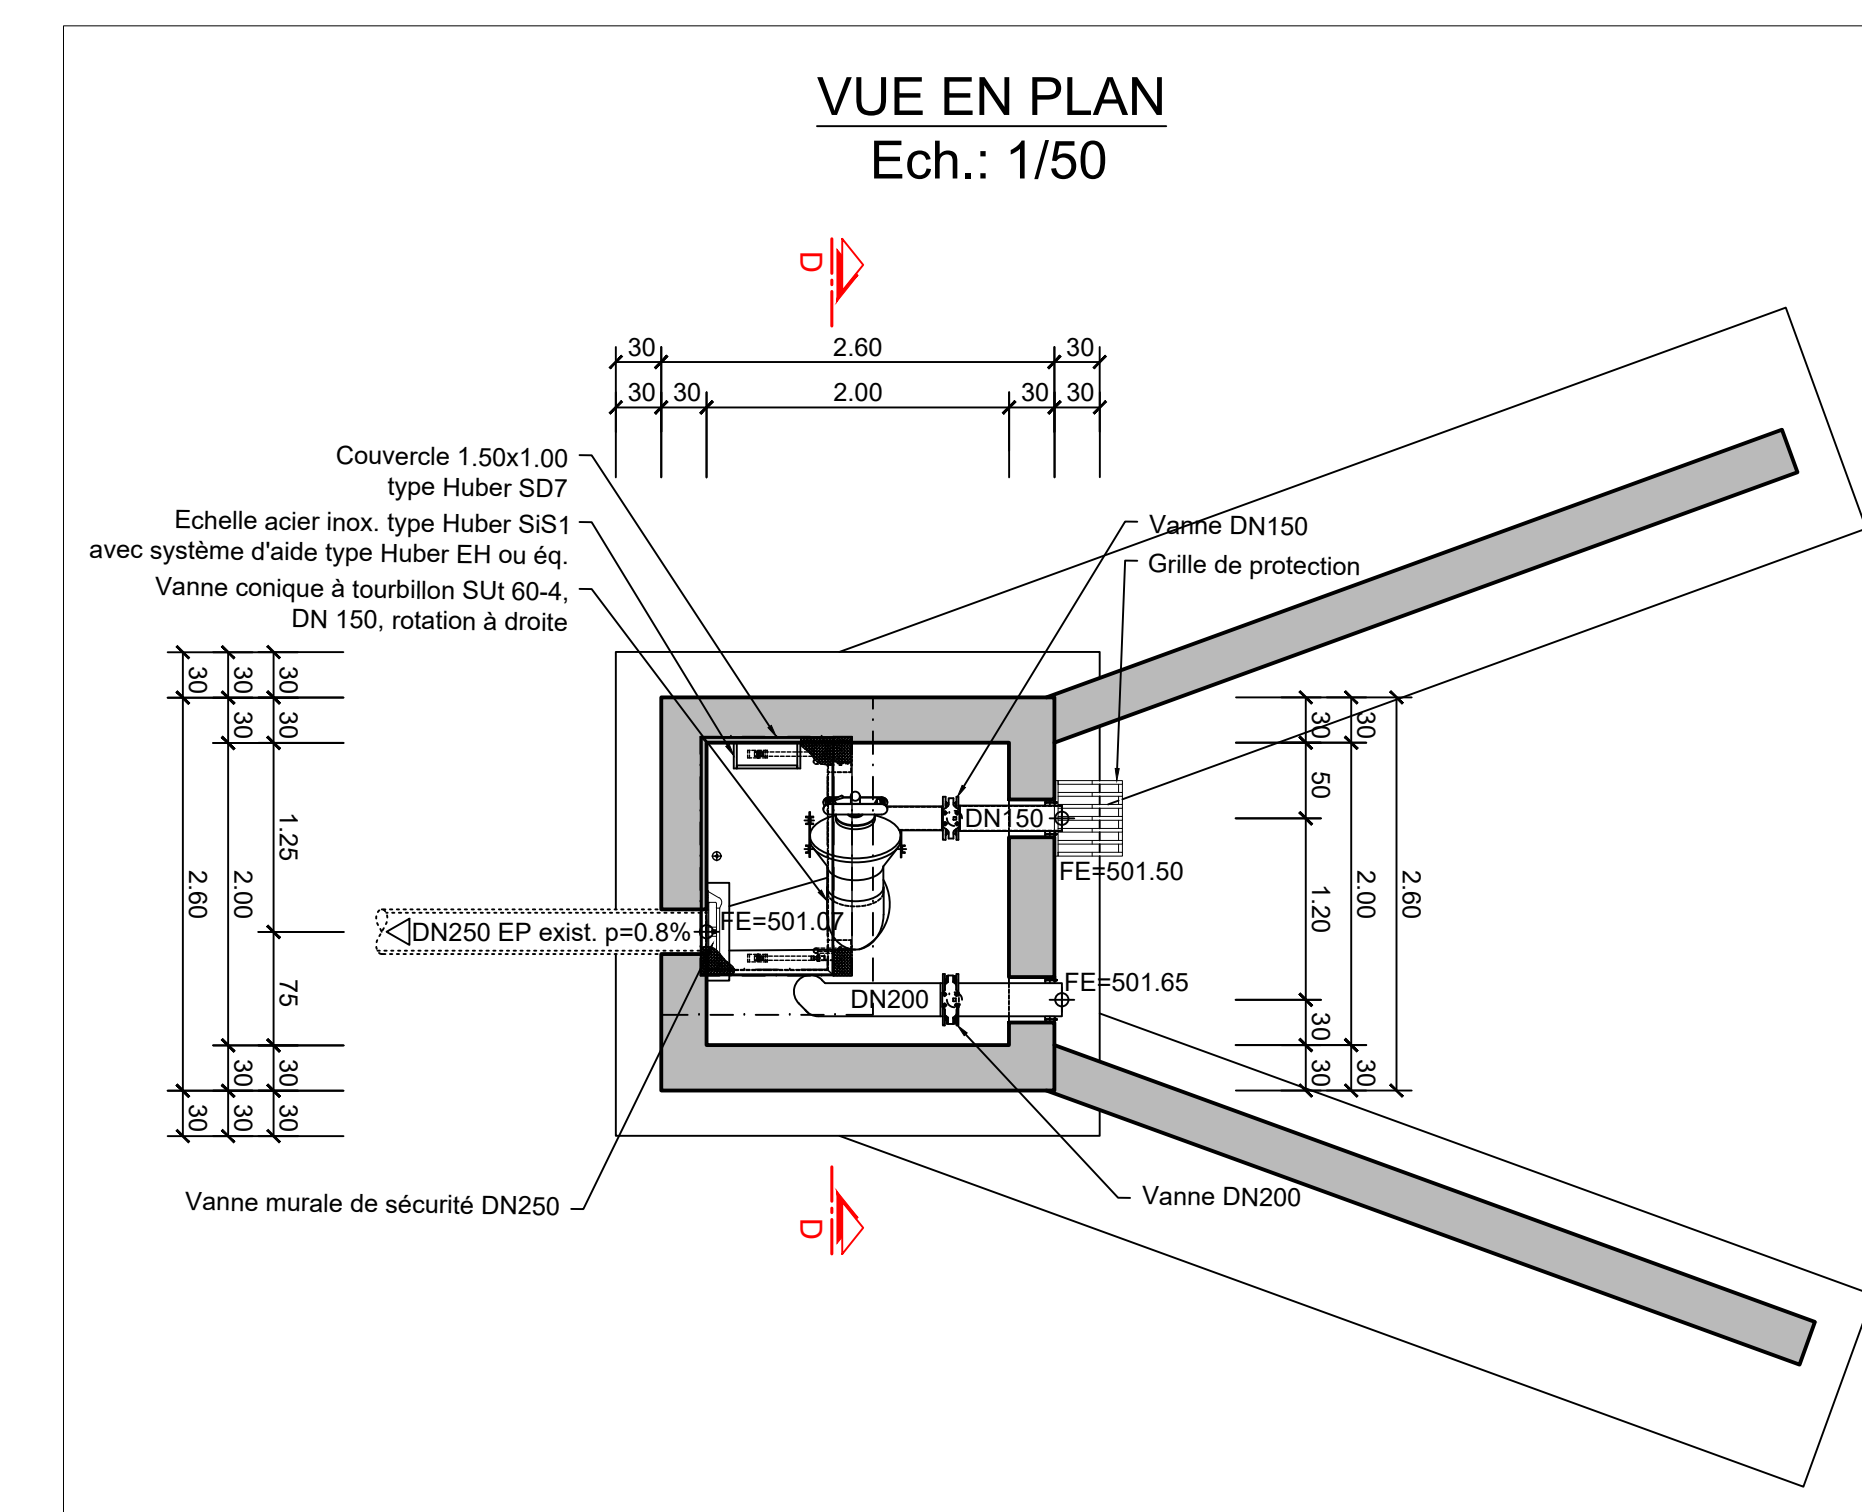 VUE EN PLAN
Ech.: 1/50
D
30 2.60 30
30 30 2.00 30 30
Couvercle 1.50x1.00
type Huber SD7
Echelle acier inox. type Huber SiS1
avec système d'aide type Huber EH ou éq.
Vanne conique à tourbillon SUt 60-4,
DN 150, rotation à droite
Vanne DN150
Grille de protection
30 2.60 30
30 30 2.00 30 30
30 30 1.25 75 30 30
DN150
FE=501.50
FE=501.07
DN250 EP exist. p=0.8%
DN200
FE=501.65
30 50 1.20 30 30
30 2.00 30
2.60
Vanne murale de sécurité DN250
Vanne DN200
D